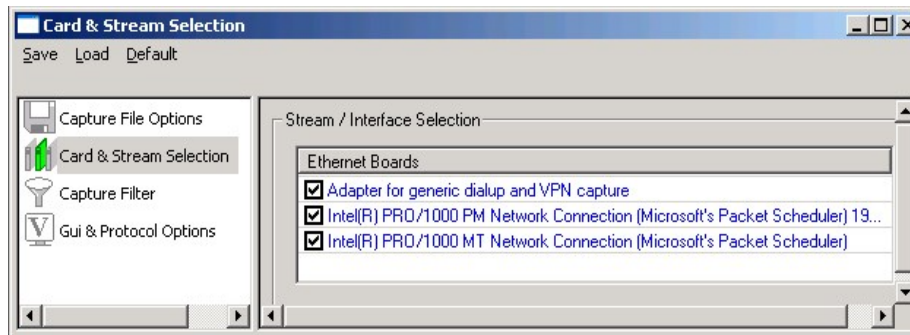 Card & Stream Selection
Save Load Default
Capture File Options
Card & Stream Selection
Capture Filter
V
Gui & Protocol Options
Stream / Interface Selection
Ethernet Boards
Adapter for generic dialup and VPN capture
Intel(R) PRO/1000 PM Network Connection (Microsoft's Packet Scheduler) 19...
Intel(R) PRO/1000 MT Network Connection (Microsoft's Packet Scheduler)